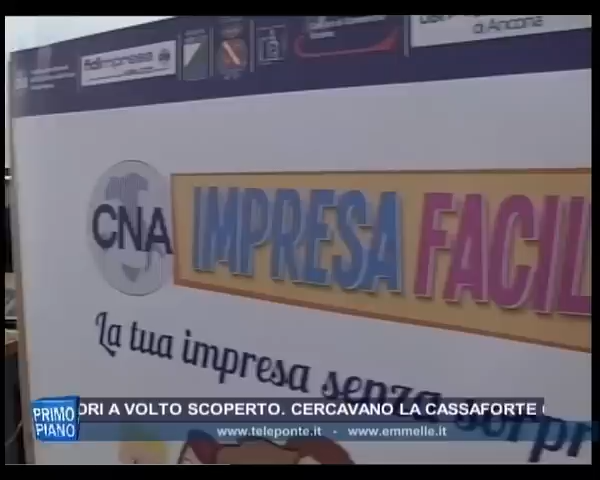 fidimpresa
di Ancona
CNA
IMPRESA FACIL
La tua impresa senza sorpr
PRIMO
PIANO
ORI A VOLTO SCOPERTO. CERCAVANO LA CASSAFORTE
www.teleponte.it - www.emmelle.it